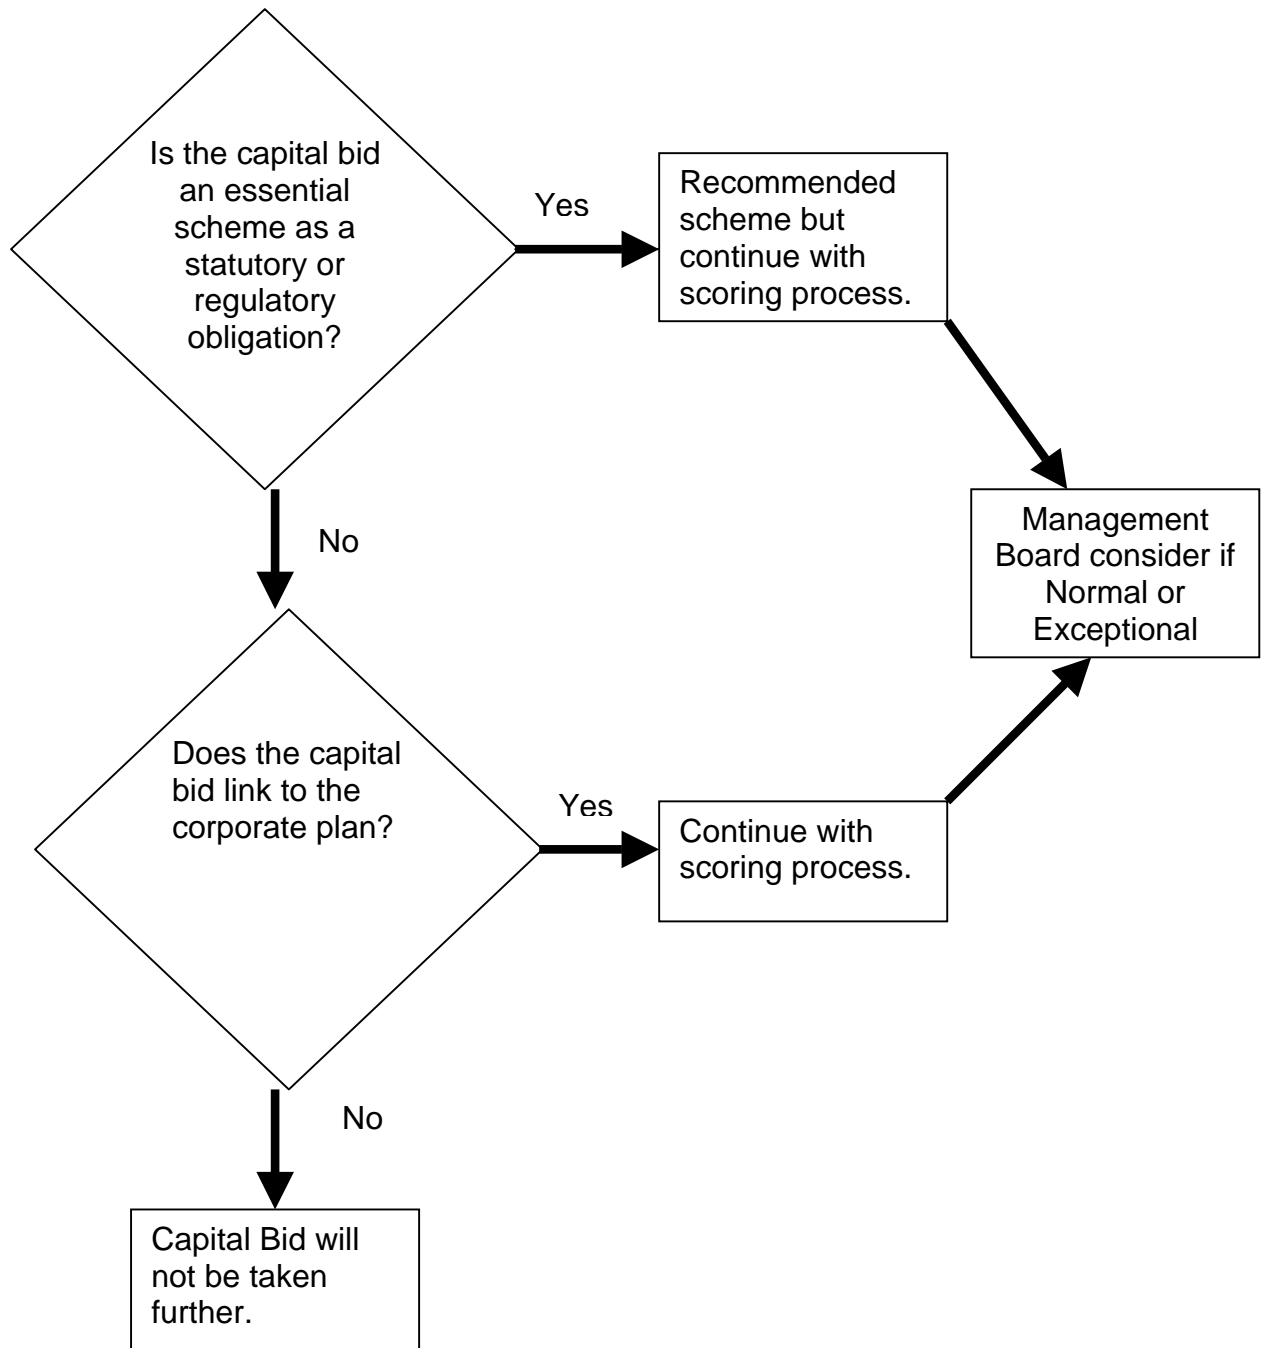 Is the capital bid
an essential
scheme as a
statutory or
regulatory
obligation?
Yes
Recommended
scheme but
continue with
scoring process.
No
Management
Board consider if
Normal or
Exceptional
Does the capital
bid link to the
corporate plan?
Yes
Continue with
scoring process.
No
Capital Bid will
not be taken
further.